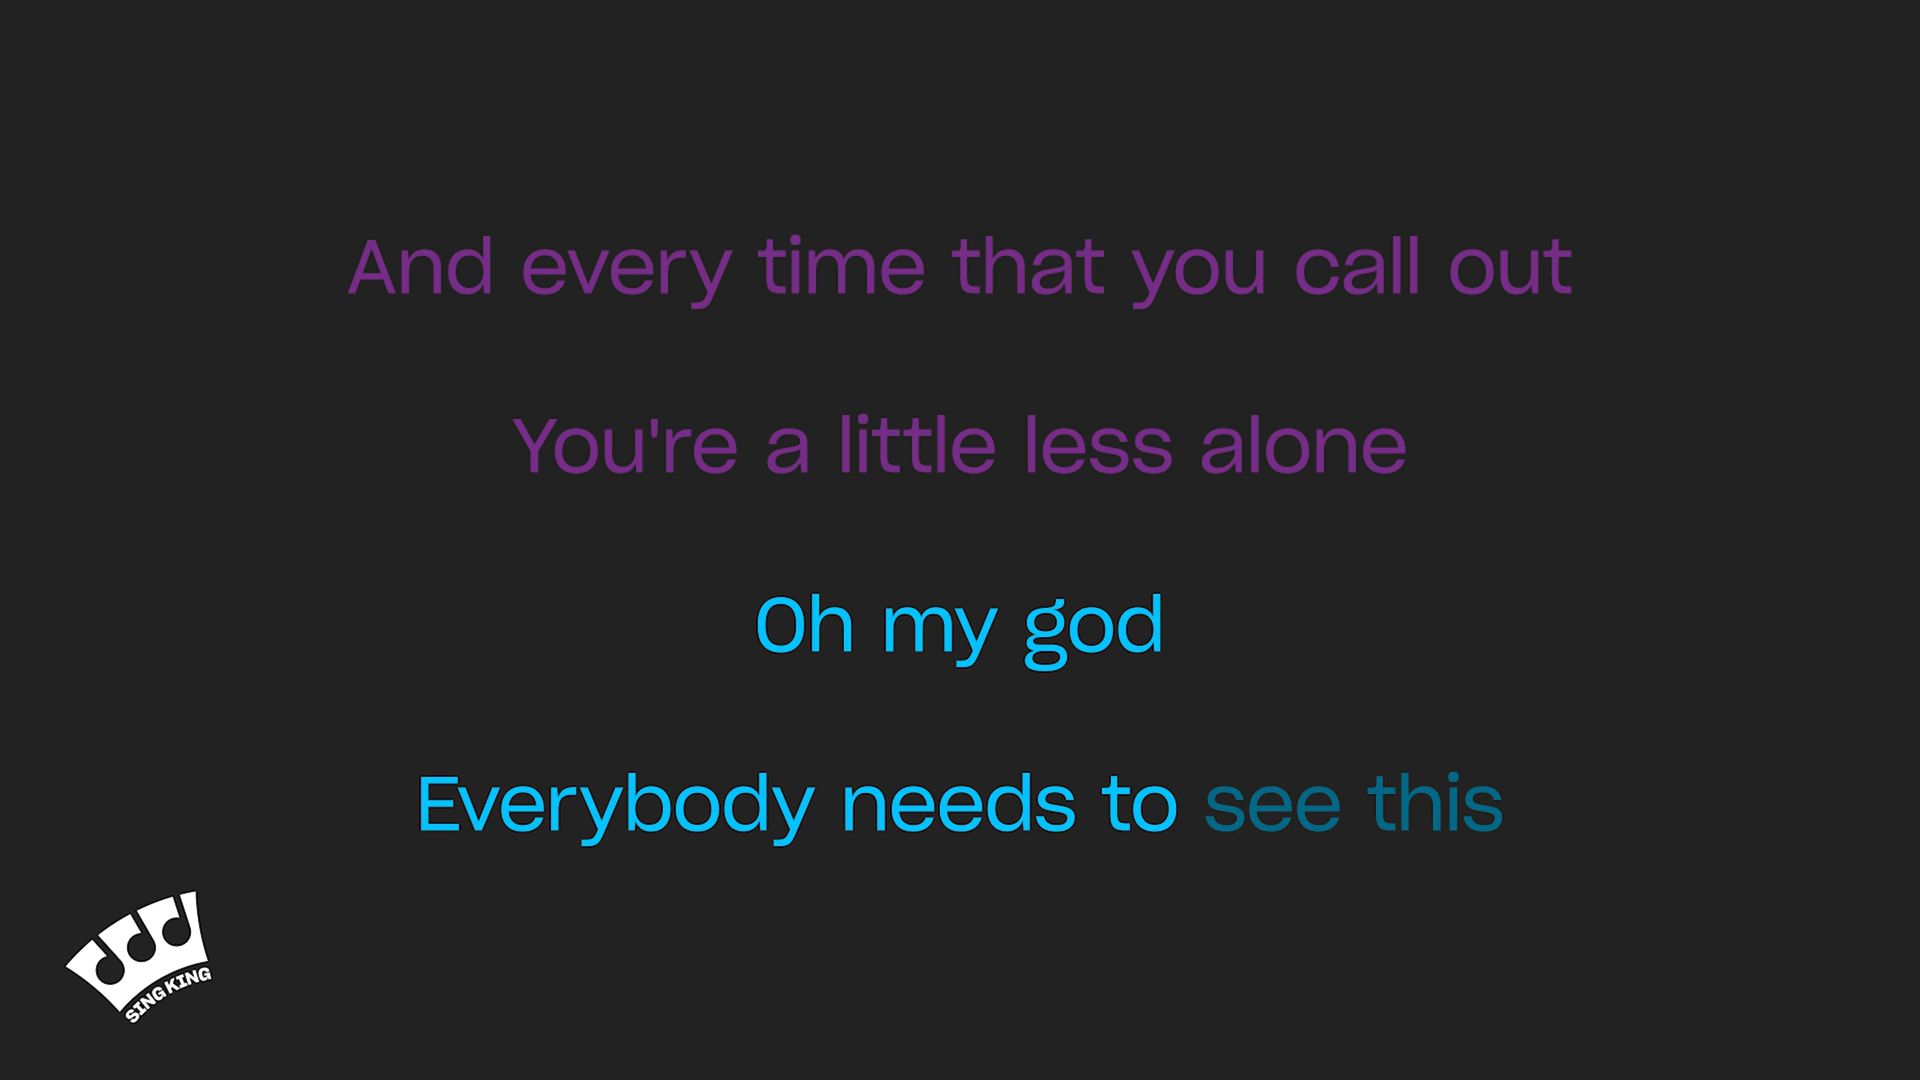 And every time that you call out
You're a little less alone
Oh my god
Everybody needs to see this
SING KING